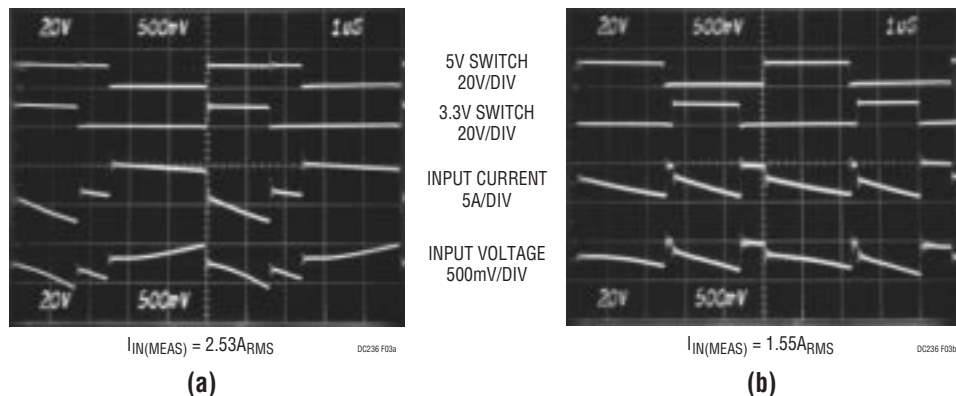 20V 500mV 1uS
5V SWITCH
20V/DIV
3.3V SWITCH
20V/DIV
INPUT CURRENT
5A/DIV
INPUT VOLTAGE
500mV/DIV
20V 500mV
20V 500mV 1uS
20V 500mV
IIN(MEAS) = 2.53ARMS
DC236 F03a
(a)
IIN(MEAS) = 1.55ARMS
DC236 F03b
(b)